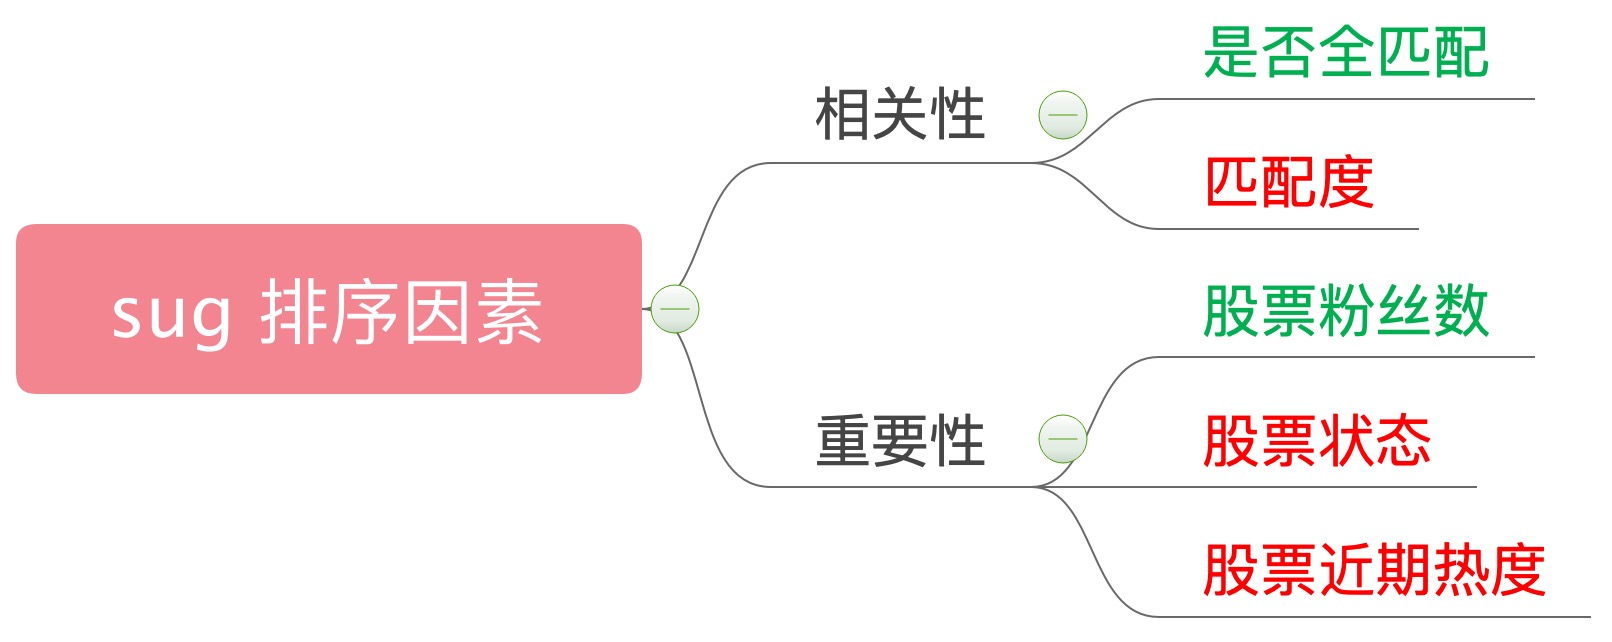 sug 排序因素
相关性
是否全匹配
匹配度
重要性
股票粉丝数
股票状态
股票近期热度